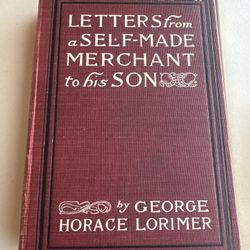 LETTERS from
a SELF-MADE
MERCHANT
to his SON
by GEORGE
HORACE LORIMER